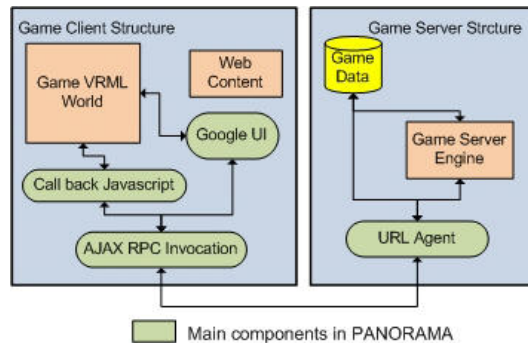 Game Client Structure
Game VRML
World
Web
Content
Google UI
Call back Javascript
AJAX RPC Invocation
Game Server Strcture
Game
Data
Game Server
Engine
URL Agent
Main components in PANORAMA